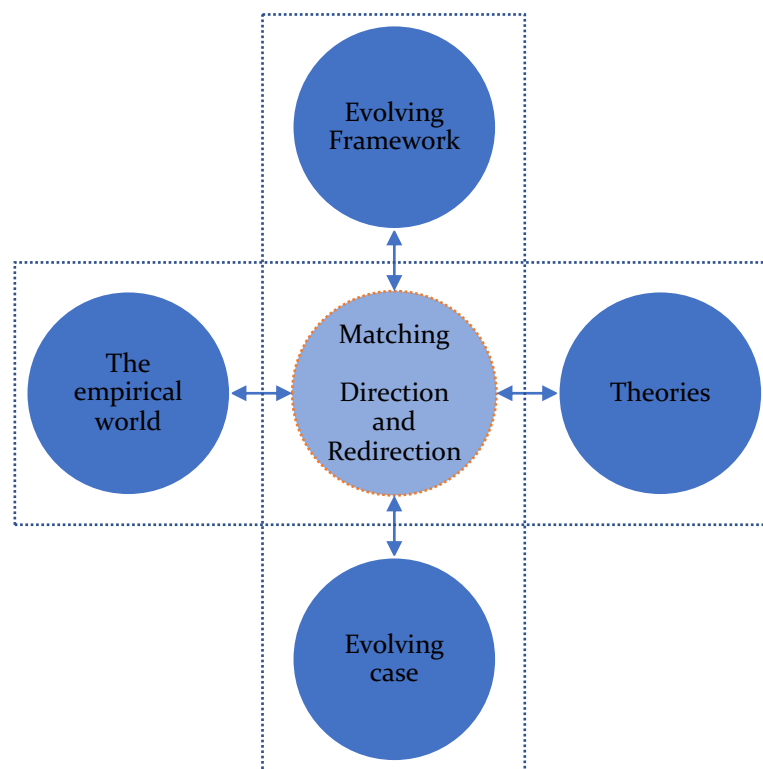 Evolving
Framework
The
empirical
world
Matching
Direction
and
Redirection
Theories
Evolving
case